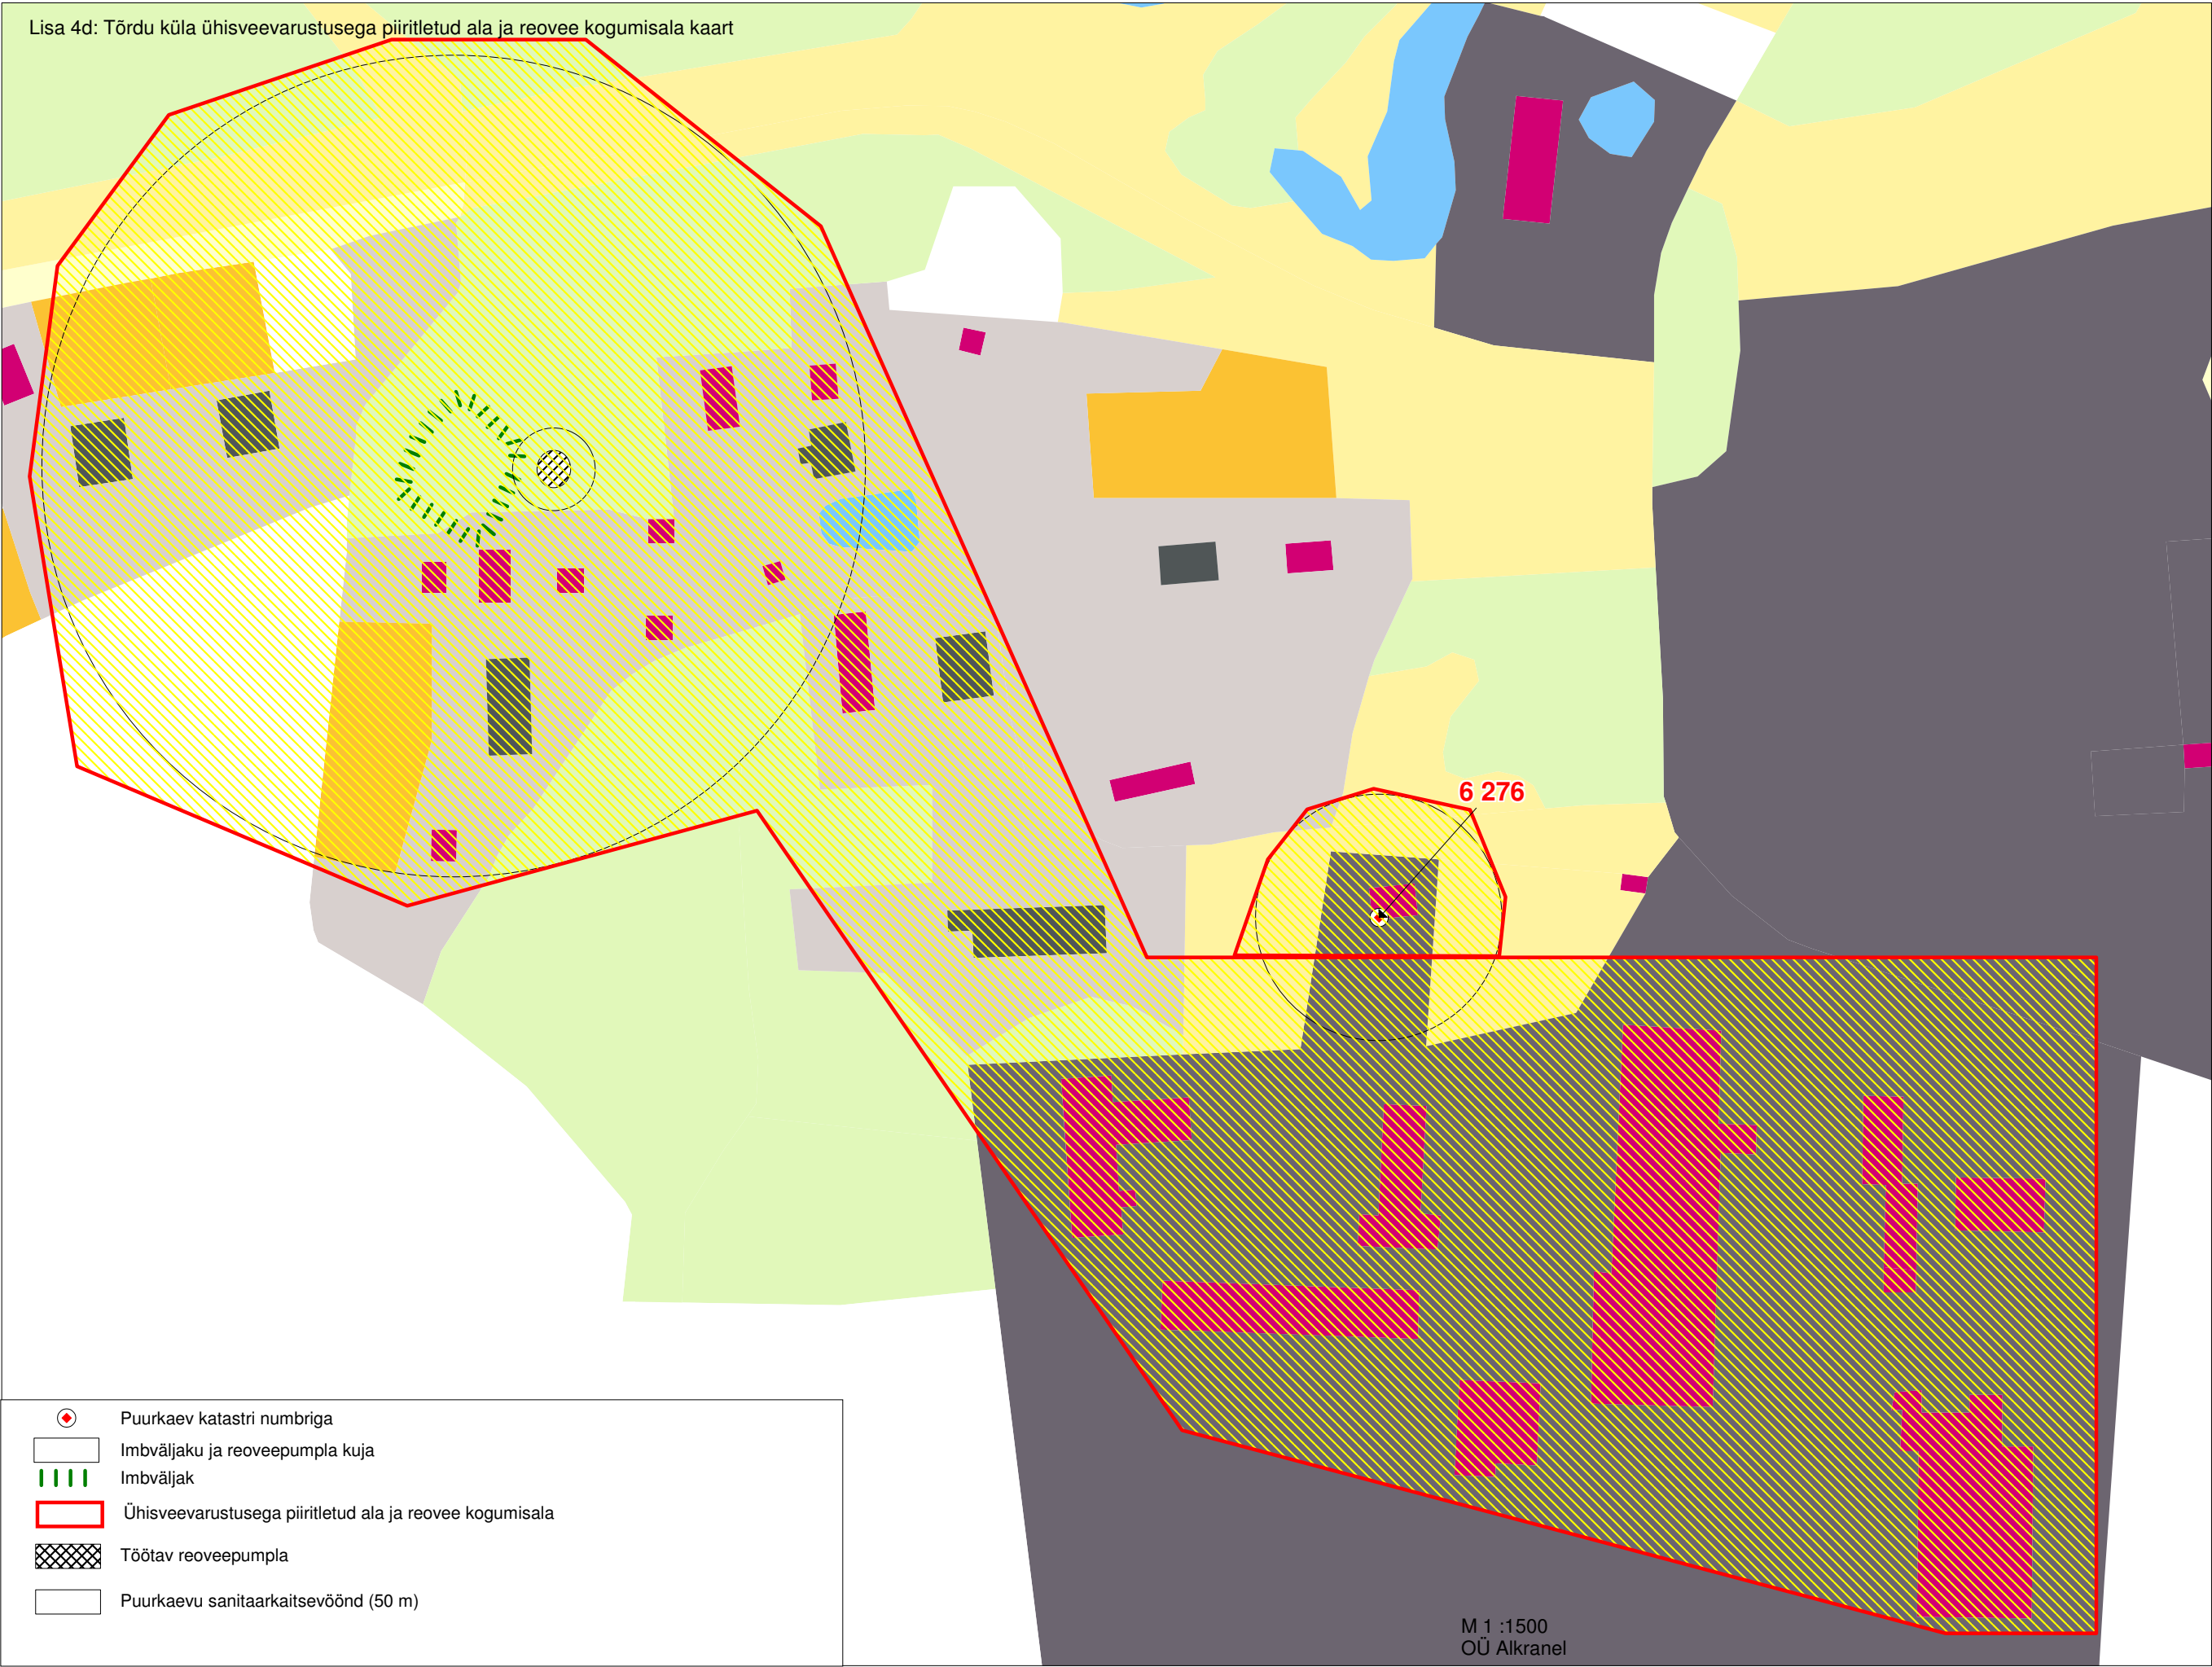 Lisa 4d: Tõrdu küla ühisveevarustusega piiritletud ala ja reovee kogumisala kaart
6 276
Puurkaev katastri numbriga
Imbväljaku ja reoveepumpla kuja
Imbväljak
Ühisveevarustusega piiritletud ala ja reovee kogumisala
Töötav reoveepumpla
Puurkaevu sanitaarkaitsevöönd (50 m)
M 1 :1500
OÜ Alkranel